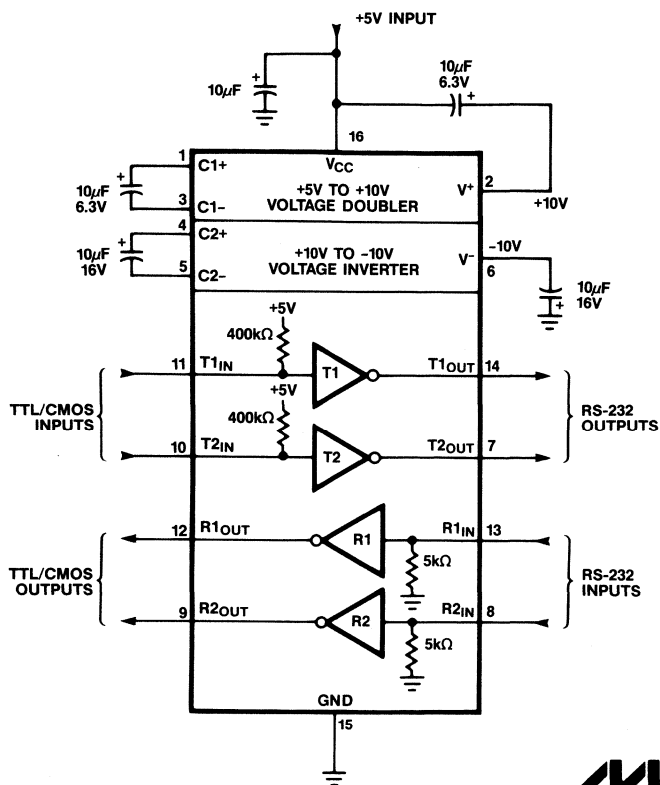 +5V INPUT
+
10μF
10μF
6.3V
+
16
1
C1+
VCC
+
10μF
6.3V
3
C1–
+5V TO +10V
VOLTAGE DOUBLER
V+
2
+10V
4
C2+
+
10μF
16V
5
C2–
+10V TO –10V
VOLTAGE INVERTER
V–
–10V
6
10μF
+
16V
+5V
400kΩ
11
T1IN
T1
T1OUT
14
+5V
400kΩ
TTL/CMOS
INPUTS
RS-232
OUTPUTS
10
T2IN
T2
T2OUT
7
12
R1OUT
R1
R1IN
13
5kΩ
TTL/CMOS
OUTPUTS
RS-232
INPUTS
9
R2OUT
R2
R2IN
8
5kΩ
GND
15